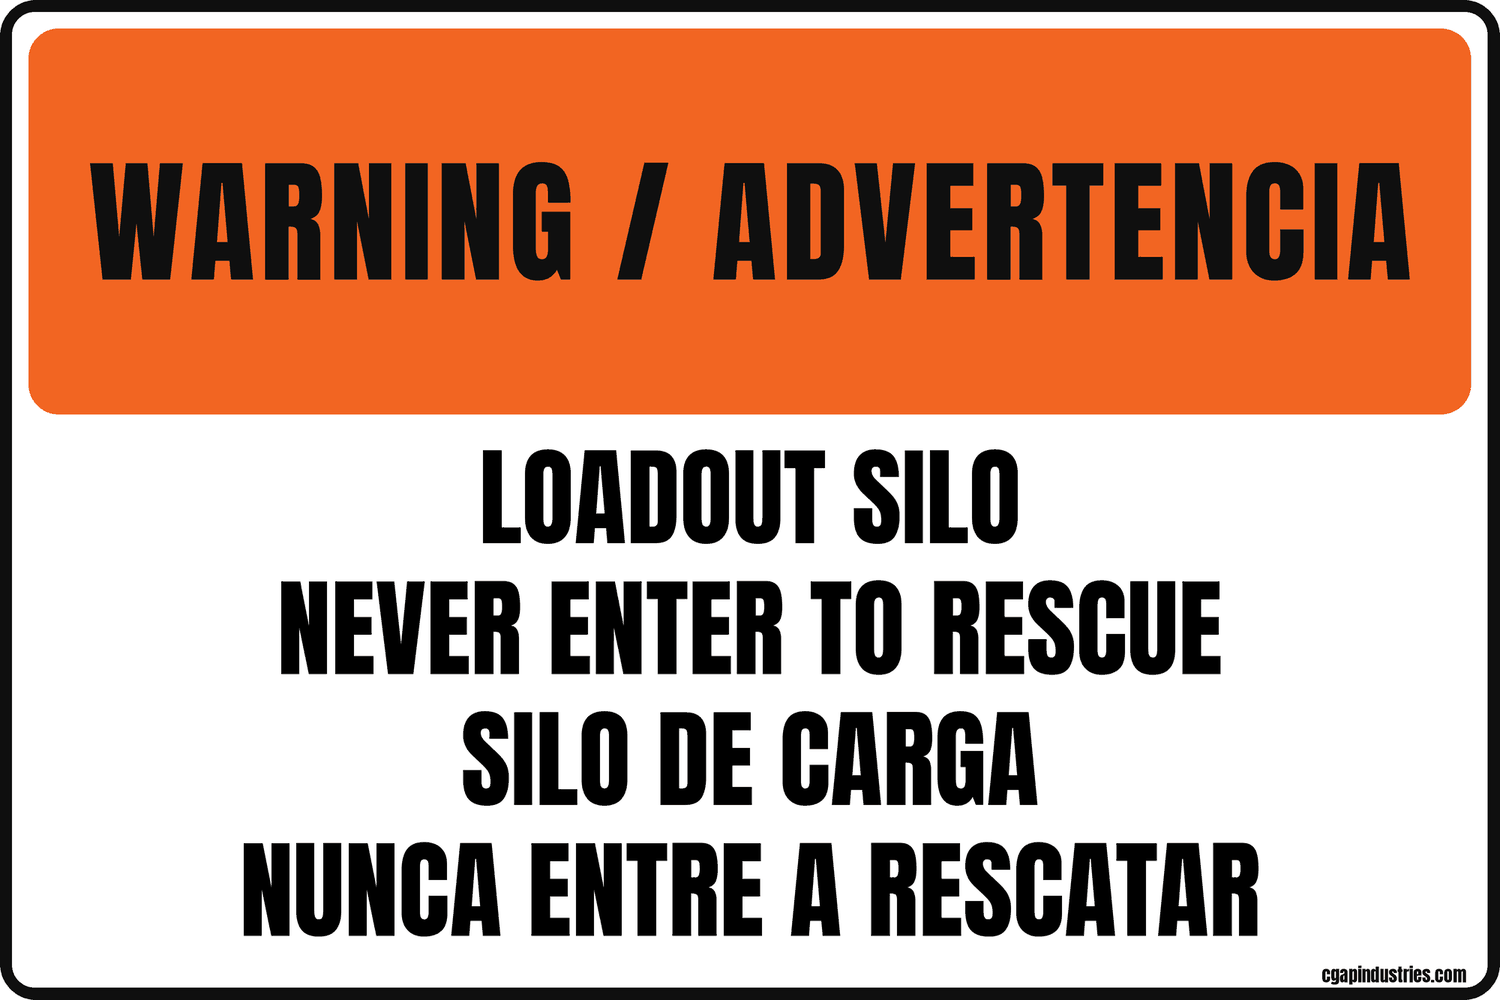 WARNING / ADVERTENCIA
LOADOUT SILO
NEVER ENTER TO RESCUE
SILO DE CARGA
NUNCA ENTRE A RESCATAR
cgapindustries.com